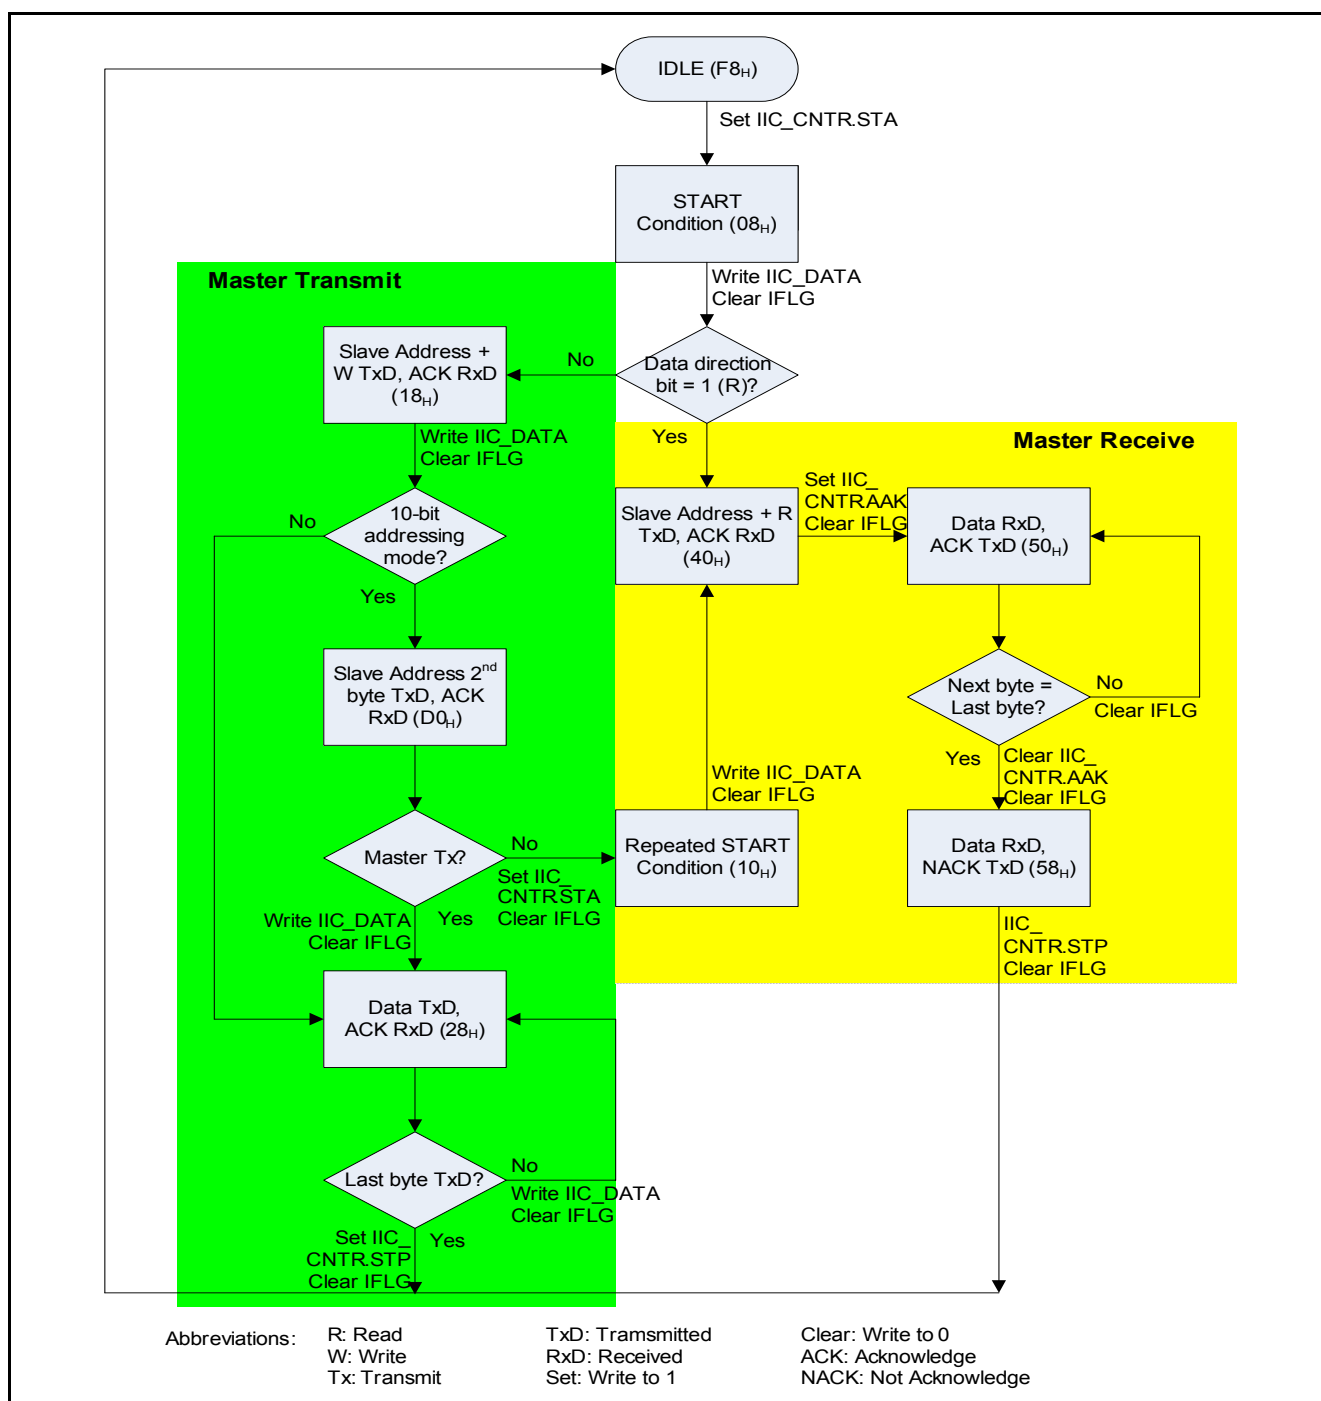 IDLE (F8H)
Set IIC_CNTR.STA
START
Condition (08H)
Master Transmit
Write IIC_DATA
Clear IFLG
Slave Address +
W TxD, ACK RxD
(18H)
No
Data direction
bit = 1 (R)?
Write IIC_DATA
Clear IFLG
Yes
Master Receive
No
10-bit
addressing
mode?
Slave Address + R
TxD, ACK RxD
(40H)
Set IIC_
CNTR.AAK
Clear IFLG
Data RxD,
ACK TxD (50H)
Yes
Slave Address 2nd
byte TxD, ACK
RxD (D0H)
Next byte =
Last byte?
No
Clear IFLG
Write IIC_DATA
Clear IFLG
Yes
Clear IIC_
CNTR.AAK
Clear IFLG
Master Tx?
No
Set IIC_
CNTR.STA
Clear IFLG
Repeated START
Condition (10H)
Data RxD,
NACK TxD (58H)
Write IIC_DATA
Clear IFLG
Yes
IIC_
CNTR.STP
Clear IFLG
Data TxD,
ACK RxD (28H)
Last byte TxD?
No
Write IIC_DATA
Clear IFLG
Set IIC_
CNTR.STP
Clear IFLG
Yes
Abbreviations: R: Read TxD: Tramsmitted Clear: Write to 0
W: Write RxD: Received ACK: Acknowledge
Tx: Transmit Set: Write to 1 NACK: Not Acknowledge